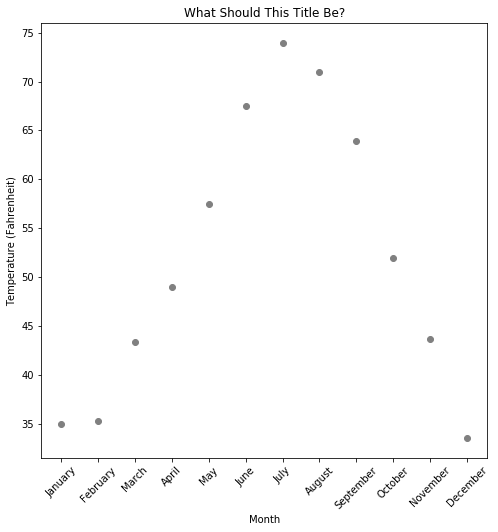 What Should This Title Be?
75
70
65
60
55
50
45
40
35
Temperature (Fahrenheit)
January
February
March
April
May
June
July
August
September
October
November
December
Month